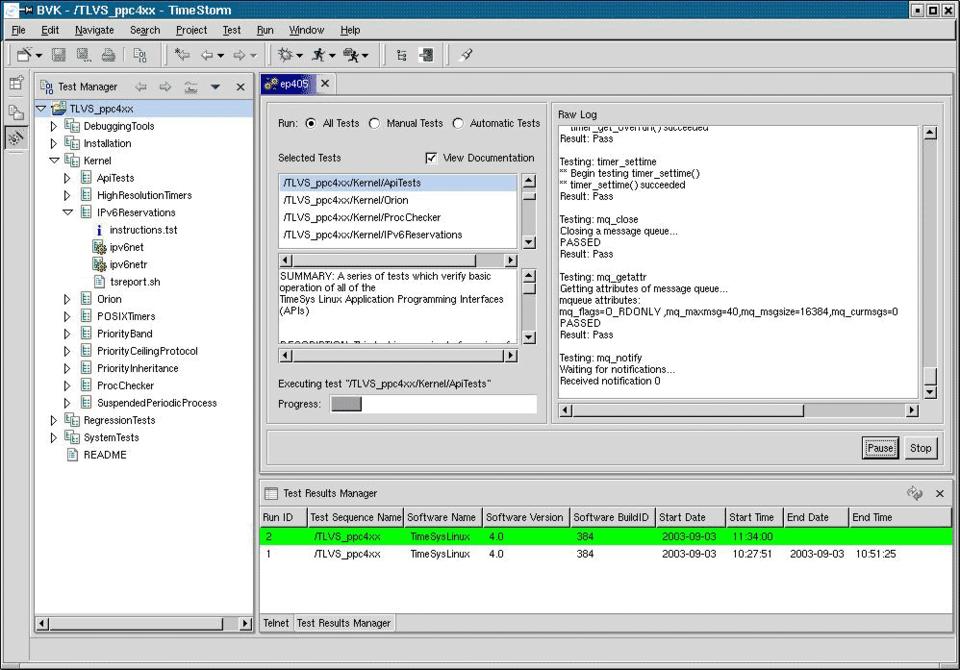 BVK - /TLVS_ppc4xx - TimeStorm
File Edit Navigate Search Project Test Run Window Help
Test Manager
TLVS_ppc4xx
DebuggingTools
Installation
Kernel
ApiTests
HighResolutionTimers
IPv6Reservations
instructions.tst
ipv6net
ipv6netr
tsreport.sh
Orion
POSIXTimers
PriorityBand
PriorityCeilingProtocol
PriorityInheritance
ProcChecker
SuspendedPeriodicProcess
RegressionTests
SystemTests
README
ep405
Run: All Tests Manual Tests Automatic Tests
Selected Tests View Documentation
/TLVS_ppc4xx/Kernel/ApiTests
/TLVS_ppc4xx/Kernel/Orion
/TLVS_ppc4xx/Kernel/ProcChecker
/TLVS_ppc4xx/Kernel/IPv6Reservations
SUMMARY: A series of tests which verify basic
operation of all of the
TimeSys Linux Application Programming Interfaces
(APIs)
Executing test "/TLVS_ppc4xx/Kernel/ApiTests"
Progress:
Raw Log
timer_get_overrun() succeeded
Result: Pass
Testing: timer_settime
** Begin testing timer_settime()
** timer_settime() succeeded
Result: Pass
Testing: mq_close
Closing a message queue...
PASSED
Result: Pass
Testing: mq_getattr
Getting attributes of message queue...
mqueue attributes:
mq_flags=O_RDONLY ,mq_maxmsg=40,mq_msgsize=16384,mq_curmsgs=0
PASSED
Result: Pass
Testing: mq_notify
Waiting for notifications...
Received notification 0
Pause Stop
Test Results Manager
Run ID Test Sequence Name Software Name Software Version Software BuildID Start Date Start Time End Date End Time
2 /TLVS_ppc4xx TimeSysLinux 4.0 384 2003-09-03 11:34:00
1 /TLVS_ppc4xx TimeSysLinux 4.0 384 2003-09-03 10:27:51 2003-09-03 10:51:25
Telnet Test Results Manager